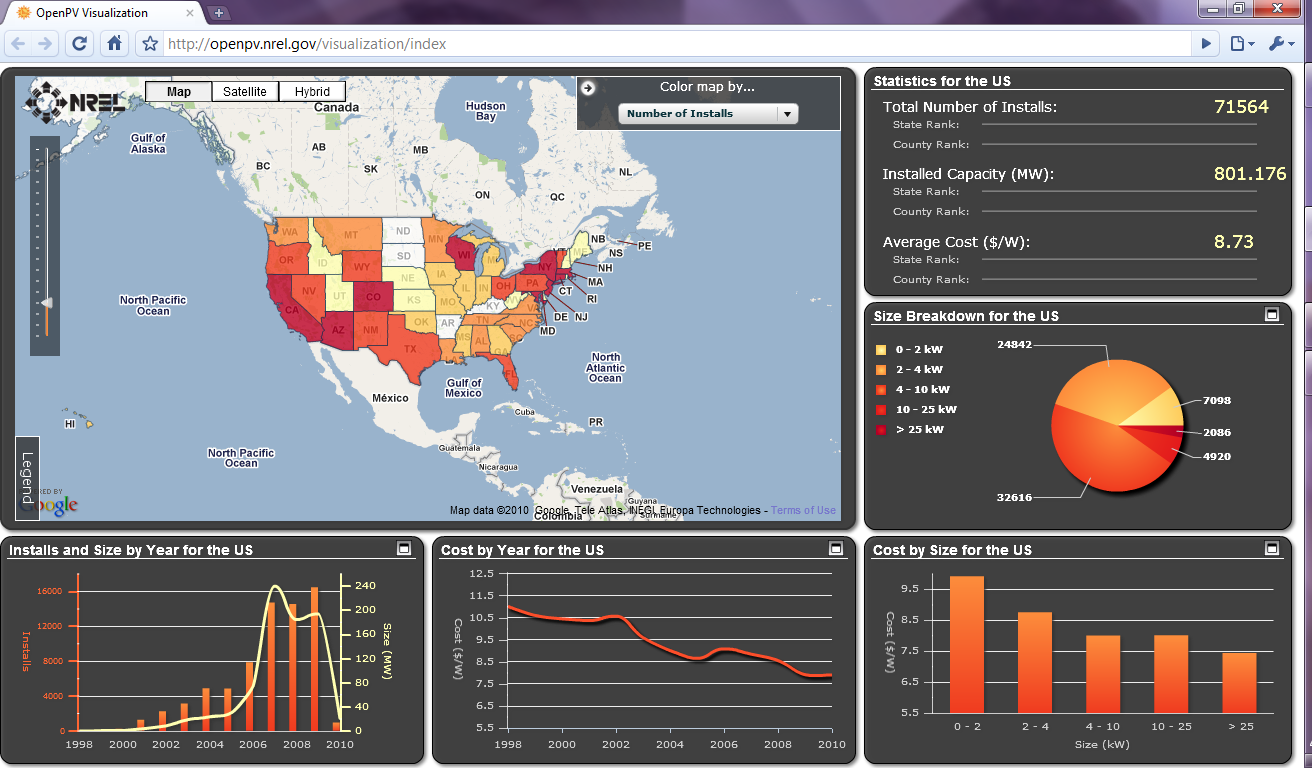 OpenPV Visualization
http://openpv.nrel.gov/visualization/index
NREL
Map
Satellite
Hybrid
Color map by...
Number of Installs
Canada
Hudson
Bay
Gulf of
Alaska
AB
MB
BC
SK
NL
ON
QC
NB
PE
NS
NH
MA
RI
CT
NJ
DE
MD
WA
MT
ND
MN
OR
ID
SD
WI
WY
NE
IA
NY
PA
NV
UT
CO
KS
MO
IL
IN
OH
KY
CA
AZ
NM
OK
AR
TN
NC
TX
MS
AL
GA
FL
North Pacific
Ocean
North
Atlantic
Ocean
Gulf of
Mexico
México
Cuba
PR
HI
Guatemala
Nicaragua
North Pacific
Ocean
Venezuela
Guyana
Suriname
Colombia
Legend
Google
Map data ©2010 Google, Tele Atlas, INEGI, Europa Technologies - Terms of Use
Statistics for the US
Total Number of Installs: 71564
State Rank:
County Rank:
Installed Capacity (MW): 801.176
State Rank:
County Rank:
Average Cost ($/W): 8.73
State Rank:
County Rank:
Size Breakdown for the US
0 - 2 kW
2 - 4 kW
4 - 10 kW
10 - 25 kW
> 25 kW
24842
7098
2086
4920
32616
Installs and Size by Year for the US
Installs
16000
12000
8000
4000
0
240
200
160
120
80
40
0
Size (MW)
1998 2000 2002 2004 2006 2008 2010
Cost by Year for the US
Cost ($/W)
12.5
11.5
10.5
9.5
8.5
7.5
6.5
5.5
1998 2000 2002 2004 2006 2008 2010
Cost by Size for the US
Cost ($/W)
9.5
8.5
7.5
6.5
5.5
0 - 2 2 - 4 4 - 10 10 - 25 > 25
Size (kW)